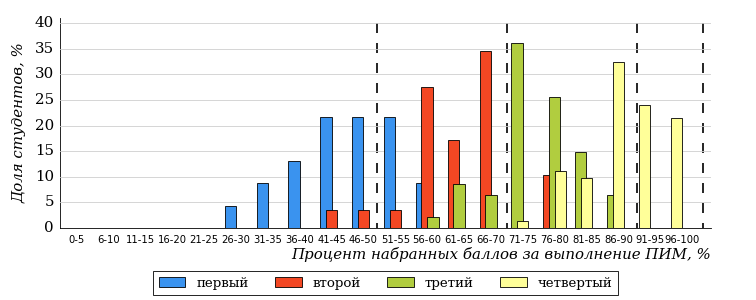 40
35
30
25
20
15
10
5
0
Доля студентов, %
0-5 6-10 11-15 16-20 21-25 26-30 31-35 36-40 41-45 46-50 51-55 56-60 61-65 66-70 71-75 76-80 81-85 86-90 91-95 96-100
Процент набранных баллов за выполнение ПИМ, %
первый второй третий четвертый